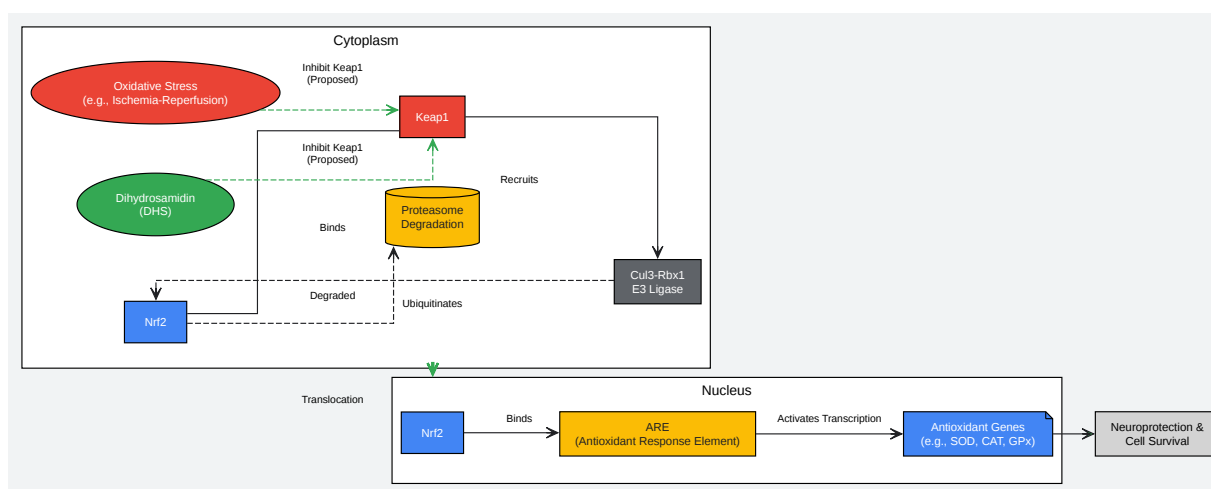 Cytoplasm
Oxidative Stress
(e.g., Ischemia-Reperfusion)
Inhibit Keap1
(Proposed)
Keap1
Inhibit Keap1
(Proposed)
Recruits
Dihydrosamidin
(DHS)
Proteasome
Degradation
Binds
Cul3-Rbx1
E3 Ligase
Degraded
Ubiquitinates
Nrf2
Translocation
Nucleus
Nrf2
Binds
ARE
(Antioxidant Response Element)
Activates Transcription
Antioxidant Genes
(e.g., SOD, CAT, GPx)
Neuroprotection &
Cell Survival